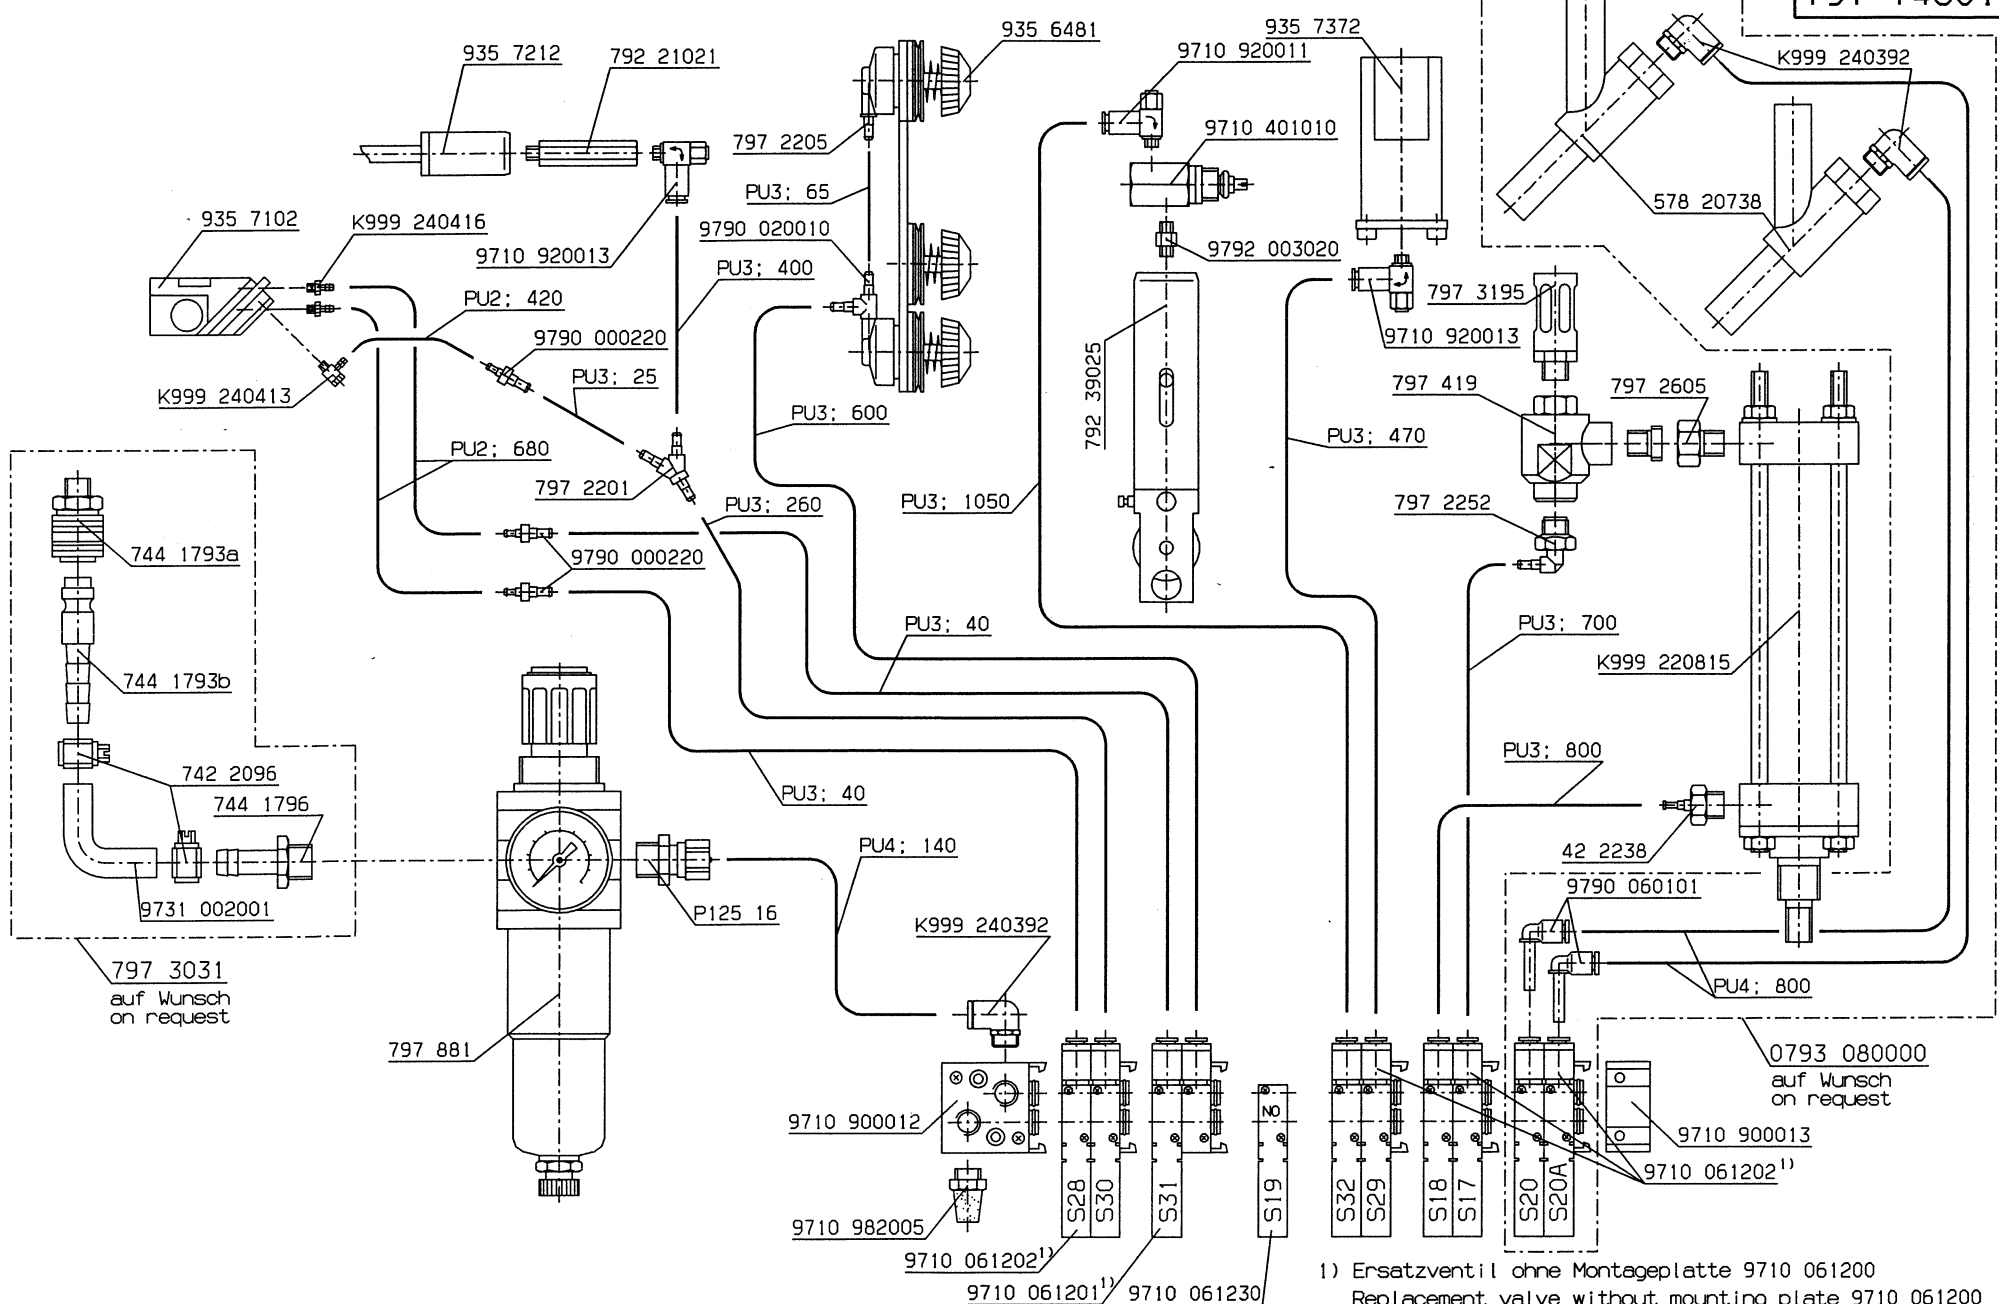 935 6481
935 7372
9710 920011
935 7212
792 21021
K999 240392
9710 401010
797 2205
PU3; 65
578 20738
935 7102
K999 240416
9790 020010
9710 920013
PU3; 400
9792 003020
PU2; 420
797 3195
9790 000220
792 39025
9710 920013
PU3; 25
797 419
797 2605
K999 240413
PU3; 600
PU3; 470
PU2; 680
797 2201
PU3; 260
PU3; 1050
797 2252
744 1793a
9790 000220
PU3; 40
PU3; 700
744 1793b
K999 220815
742 2096
PU3; 800
744 1796
PU3; 40
PU4; 140
42 2238
9790 060101
9731 002001
P125 16
K999 240392
797 3031
auf Wunsch
on request
PU4; 800
797 881
0793 080000
auf Wunsch
on request
9710 900012
NO
9710 900013
9710 061202 1)
S28
S30
S31
S19
S32
S29
S18
S17
S20
S20A
9710 982005
9710 061202 1)
9710 061201 1)
9710 061230
1) Ersatzventil ohne Montageplatte 9710 061200
Replacement valve without mounting plate 9710 061200